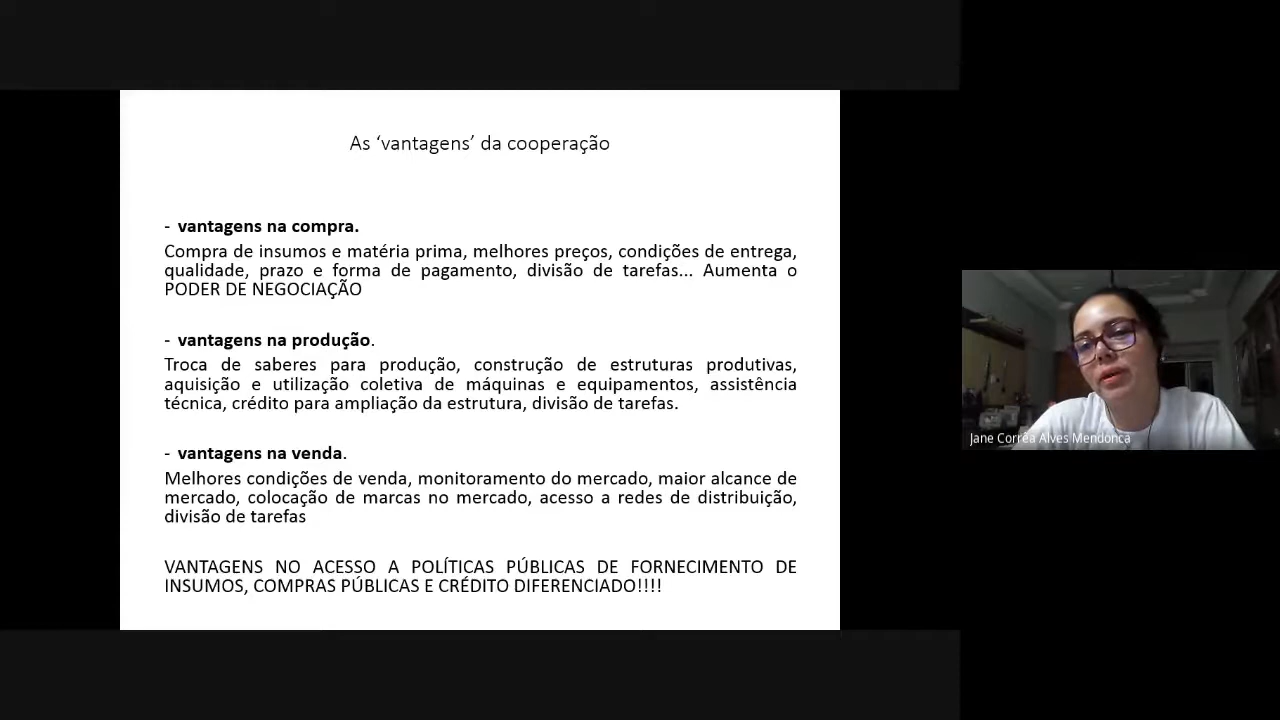 As ‘vantagens’ da cooperação
- vantagens na compra.
Compra de insumos e matéria prima, melhores preços, condições de entrega,
qualidade, prazo e forma de pagamento, divisão de tarefas... Aumenta o
PODER DE NEGOCIAÇÃO
- vantagens na produção.
Troca de saberes para produção, construção de estruturas produtivas,
aquisição e utilização coletiva de máquinas e equipamentos, assistência
técnica, crédito para ampliação da estrutura, divisão de tarefas.
- vantagens na venda.
Melhores condições de venda, monitoramento do mercado, maior alcance de
mercado, colocação de marcas no mercado, acesso a redes de distribuição,
divisão de tarefas
VANTAGENS NO ACESSO A POLÍTICAS PÚBLICAS DE FORNECIMENTO DE
INSUMOS, COMPRAS PÚBLICAS E CRÉDITO DIFERENCIADO!!!!
Jane Corrêa Alves Mendonca